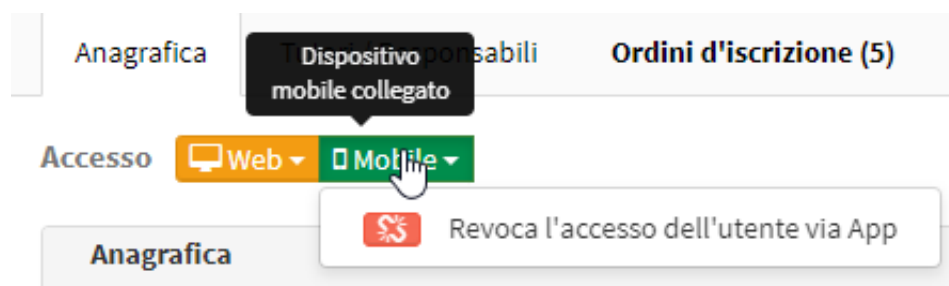 Anagrafica
Dispositivo
mobile collegato
Ordini d'iscrizione (5)
Accesso
Web
Mobile
Revoca l'accesso dell'utente via App
Anagrafica